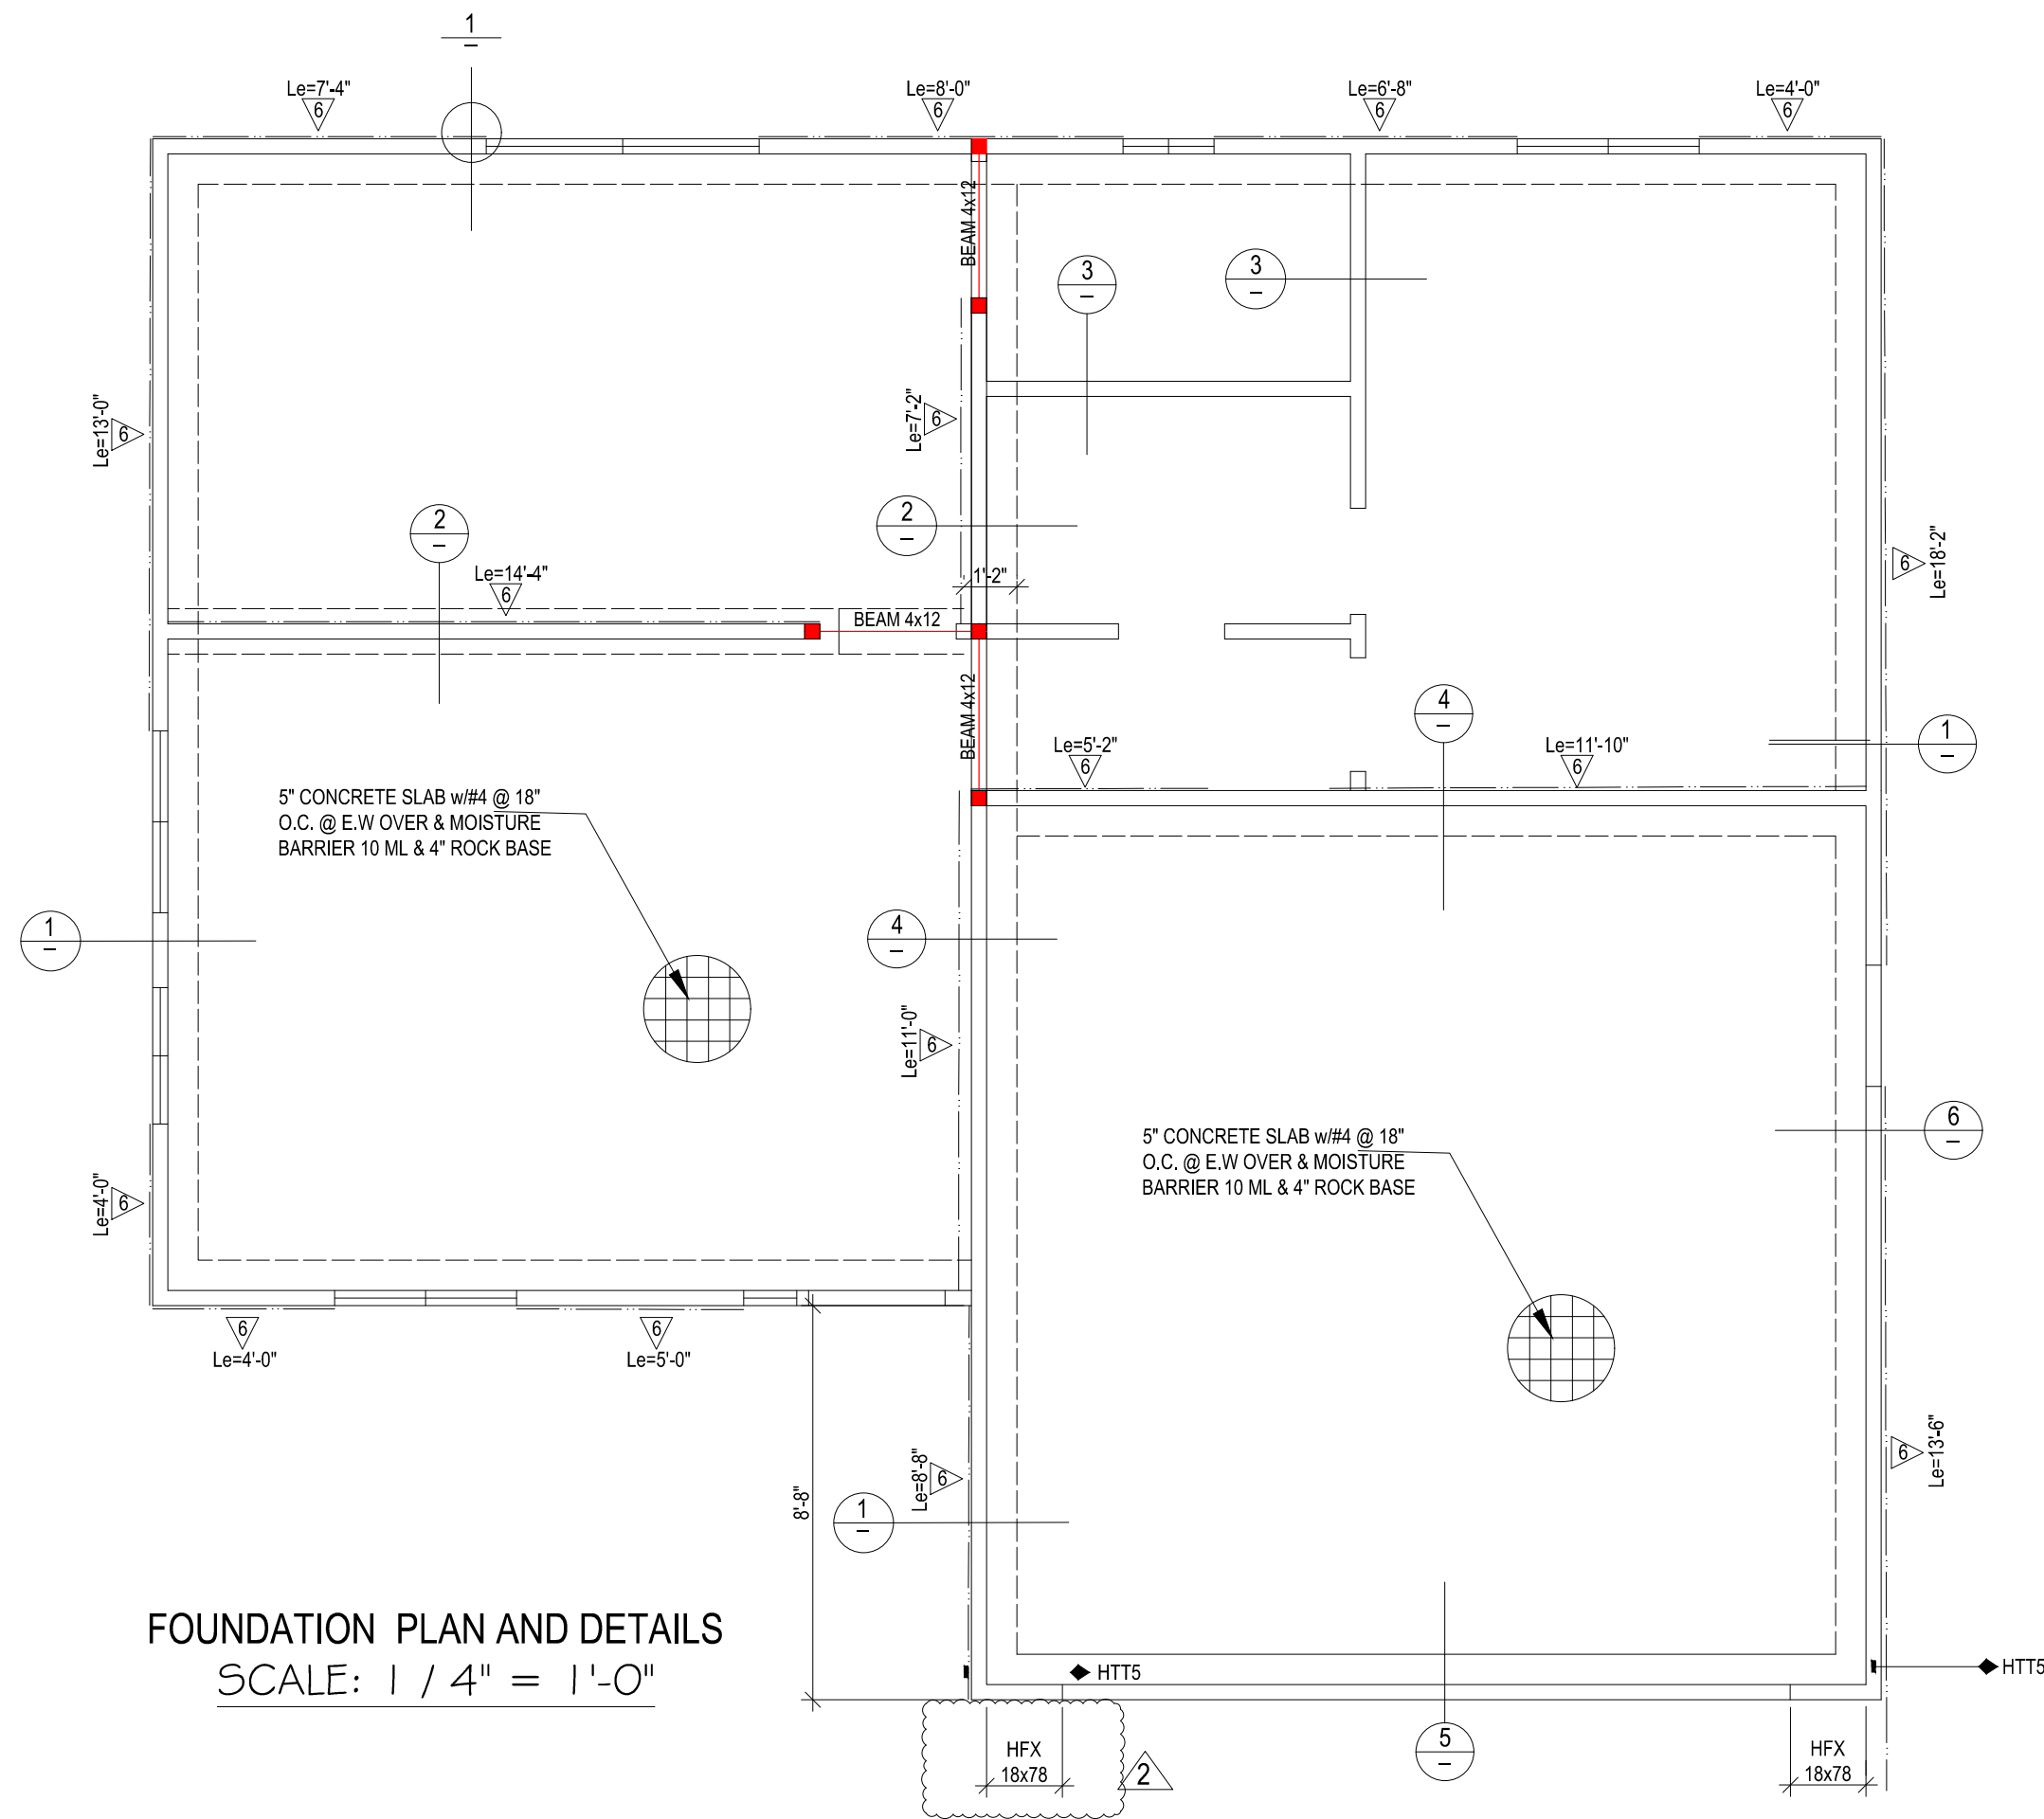 1
–
Le=7'-4"
6
Le=8'-0"
6
Le=6'-8"
6
Le=4'-0"
6
BEAM 4x12
3
–
3
–
Le=13'-0"
6
Le=7'-2"
6
2
–
2
–
Le=14'-4"
6
1'-2"
Le=18'-2"
6
BEAM 4x12
BEAM 4x12
4
–
1
–
Le=5'-2"
6
Le=11'-10"
6
5" CONCRETE SLAB w/#4 @ 18"
O.C. @ E.W OVER & MOISTURE
BARRIER 10 ML & 4" ROCK BASE
1
–
4
–
Le=11'-0"
6
5" CONCRETE SLAB w/#4 @ 18"
O.C. @ E.W OVER & MOISTURE
BARRIER 10 ML & 4" ROCK BASE
6
–
Le=4'-0"
6
6
Le=4'-0"
6
Le=5'-0"
Le=8'-8"
6
Le=13'-6"
6
8'-8"
1
–
FOUNDATION PLAN AND DETAILS
SCALE: 1 / 4" = 1'-0"
HTT5
HTT5
HFX
18x78
2
5
–
HFX
18x78